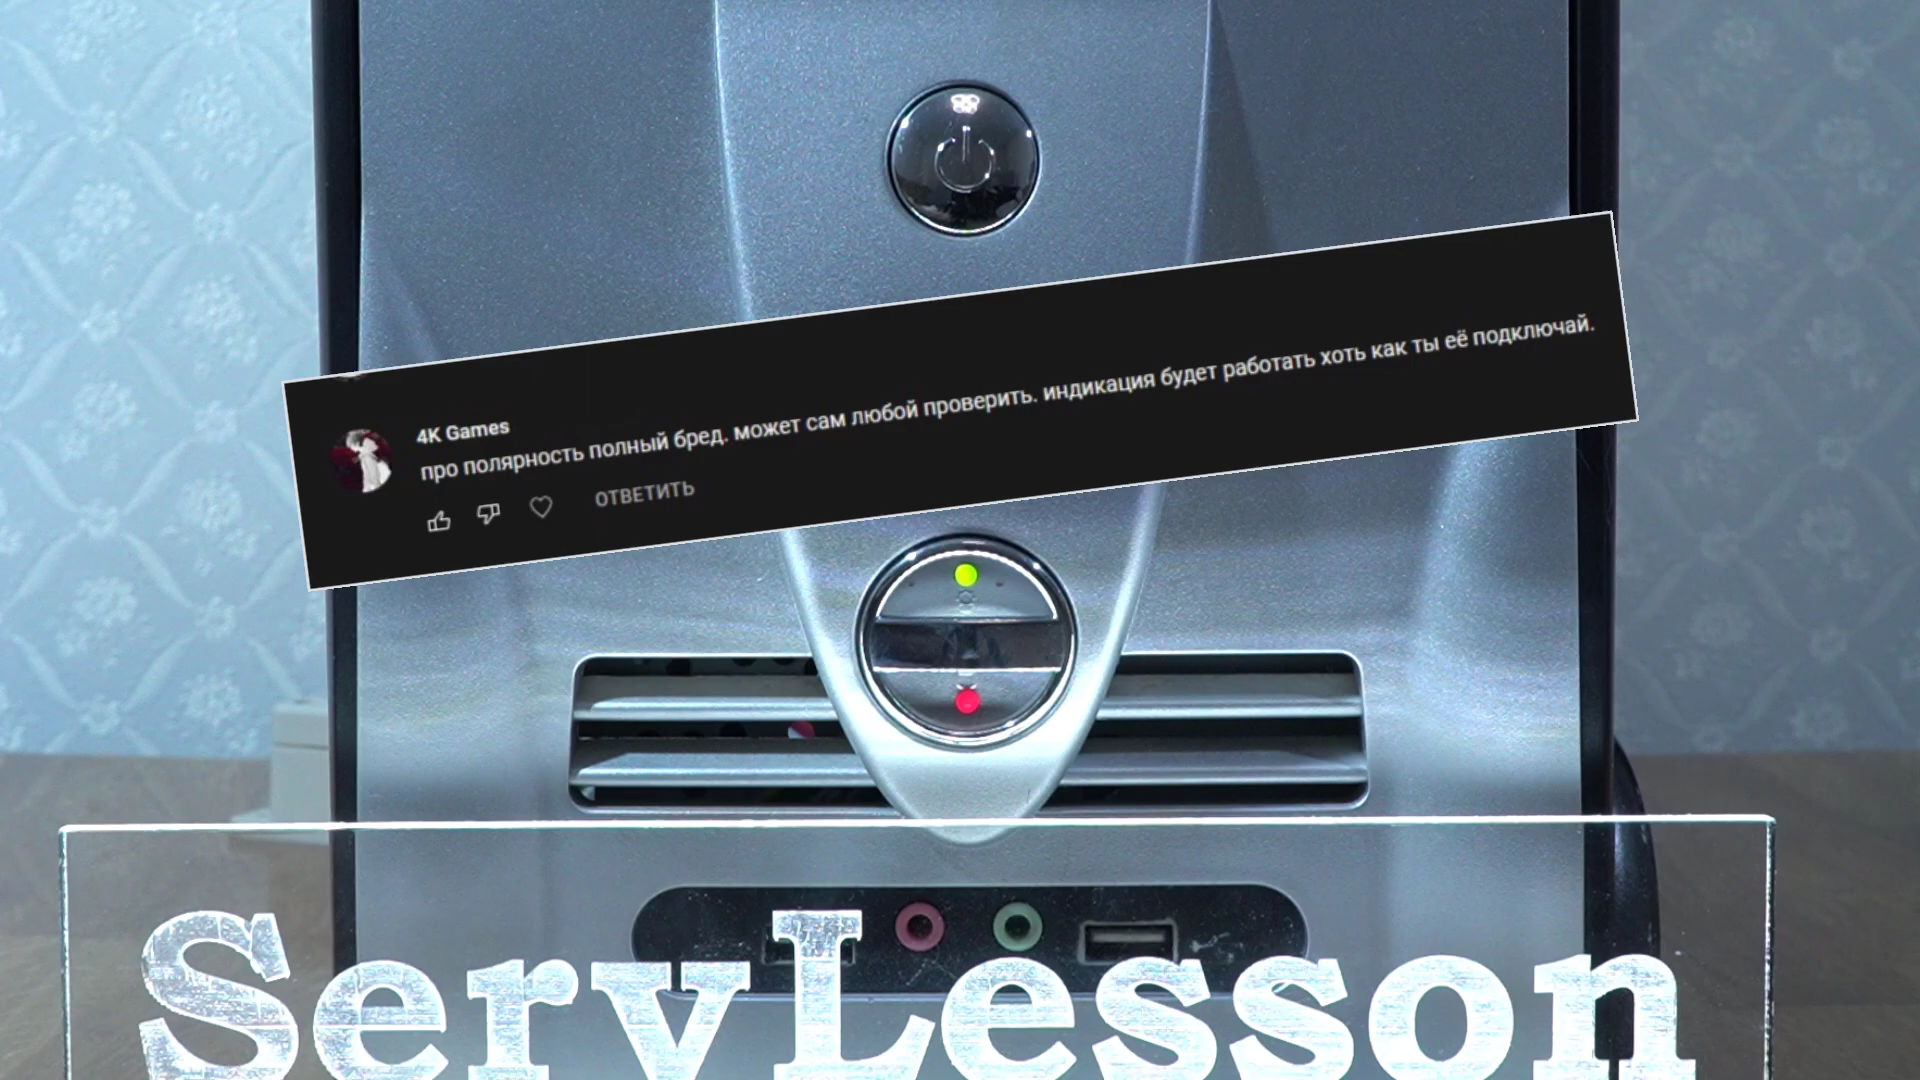 4K Games
про полярность полный бред. может сам любой проверить. индикация будет работать хоть как ты её подключай.
ОТВЕТИТЬ
ServLesson